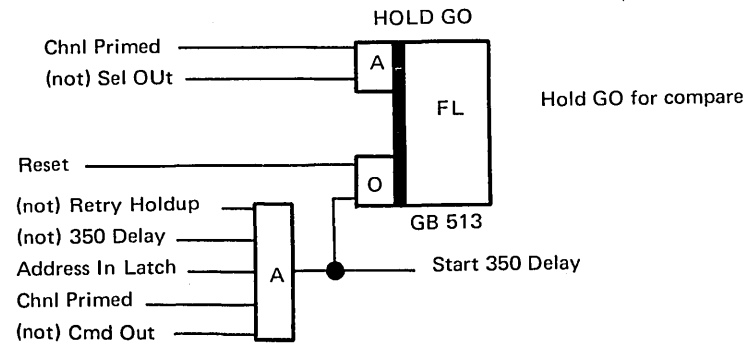 HOLD GO
Chnl Primed
(not) Sel OUt
A
FL
Hold GO for compare
Reset
O
(not) Retry Holdup
GB 513
(not) 350 Delay
Address In Latch
A
Start 350 Delay
Chnl Primed
(not) Cmd Out